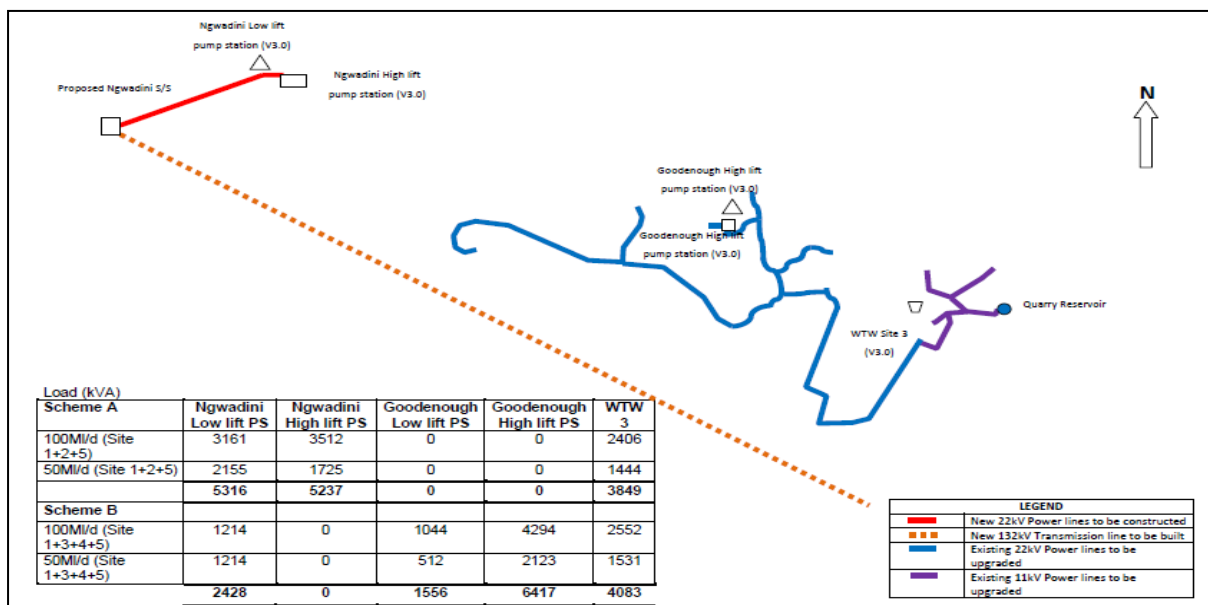 Ngwadini Low lift
pump station (V3.0)
Ngwadini High lift
pump station (V3.0)
Proposed Ngwadini S/S
N
Goodenough High lift
pump station (V3.0)
Goodenough High lift
pump station (V3.0)
Quarry Reservoir
WTW Site 3
(V3.0)
Load (kVA)
Scheme A Ngwadini Low lift PS Ngwadini High lift PS Goodenough Low lift PS Goodenough High lift PS WTW 3
100Ml/d (Site 1+2+5) 3161 3512 0 0 2406
50Ml/d (Site 1+2+5) 2155 1725 0 0 1444
5316 5237 0 0 3849
Scheme B
100Ml/d (Site 1+3+4+5) 1214 0 1044 4294 2552
50Ml/d (Site 1+3+4+5) 1214 0 512 2123 1531
2428 0 1556 6417 4083
LEGEND
New 22kV Power lines to be constructed
New 132kV Transmission line to be built
Existing 22kV Power lines to be
upgraded
Existing 11kV Power lines to be
upgraded